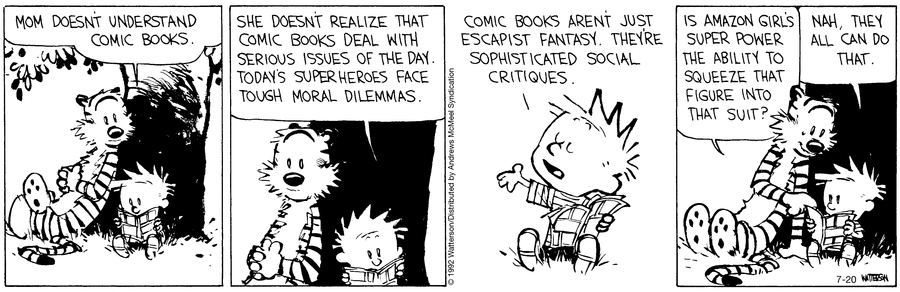 MOM DOESN'T UNDERSTAND
COMIC BOOKS.
SHE DOESN'T REALIZE THAT
COMIC BOOKS DEAL WITH
SERIOUS ISSUES OF THE DAY.
TODAY'S SUPERHEROES FACE
TOUGH MORAL DILEMMAS.
© 1992 Watterson/Distributed by Andrews McMeel Syndication
COMIC BOOKS AREN'T JUST
ESCAPIST FANTASY. THEY'RE
SOPHISTICATED SOCIAL
CRITIQUES.
IS AMAZON GIRL'S
SUPER POWER
THE ABILITY TO
SQUEEZE THAT
FIGURE INTO
THAT SUIT?
NAH, THEY
ALL CAN DO
THAT.
7-20 WATTERSON